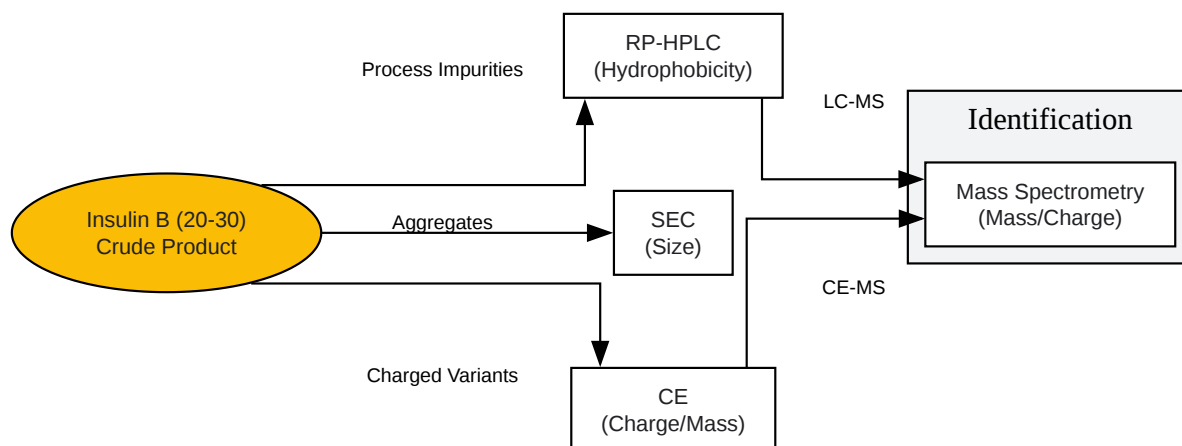 RP-HPLC
(Hydrophobicity)
Process Impurities
LC-MS
Identification
Mass Spectrometry
(Mass/Charge)
Insulin B (20-30)
Crude Product
Aggregates
SEC
(Size)
CE-MS
Charged Variants
CE
(Charge/Mass)